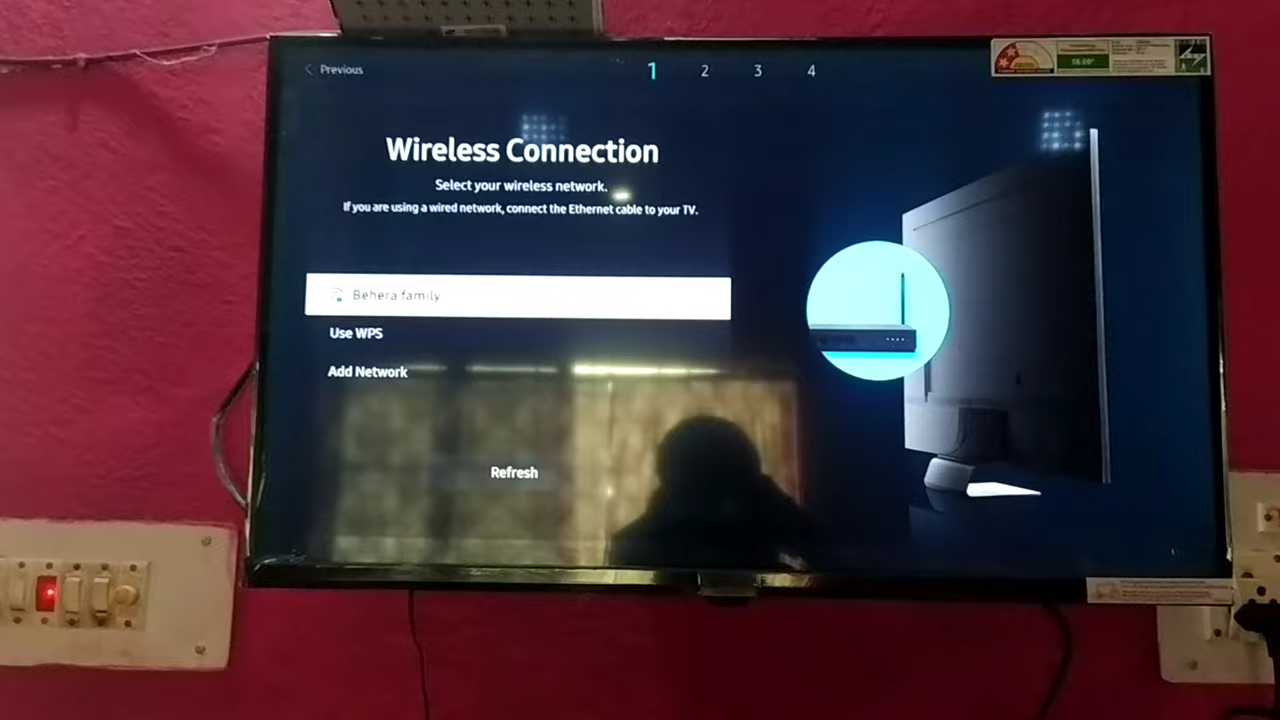 Previous
1 2 3 4
Wireless Connection
Select your wireless network.
If you are using a wired network, connect the Ethernet cable to your TV.
Behera family
Use WPS
Add Network
Refresh